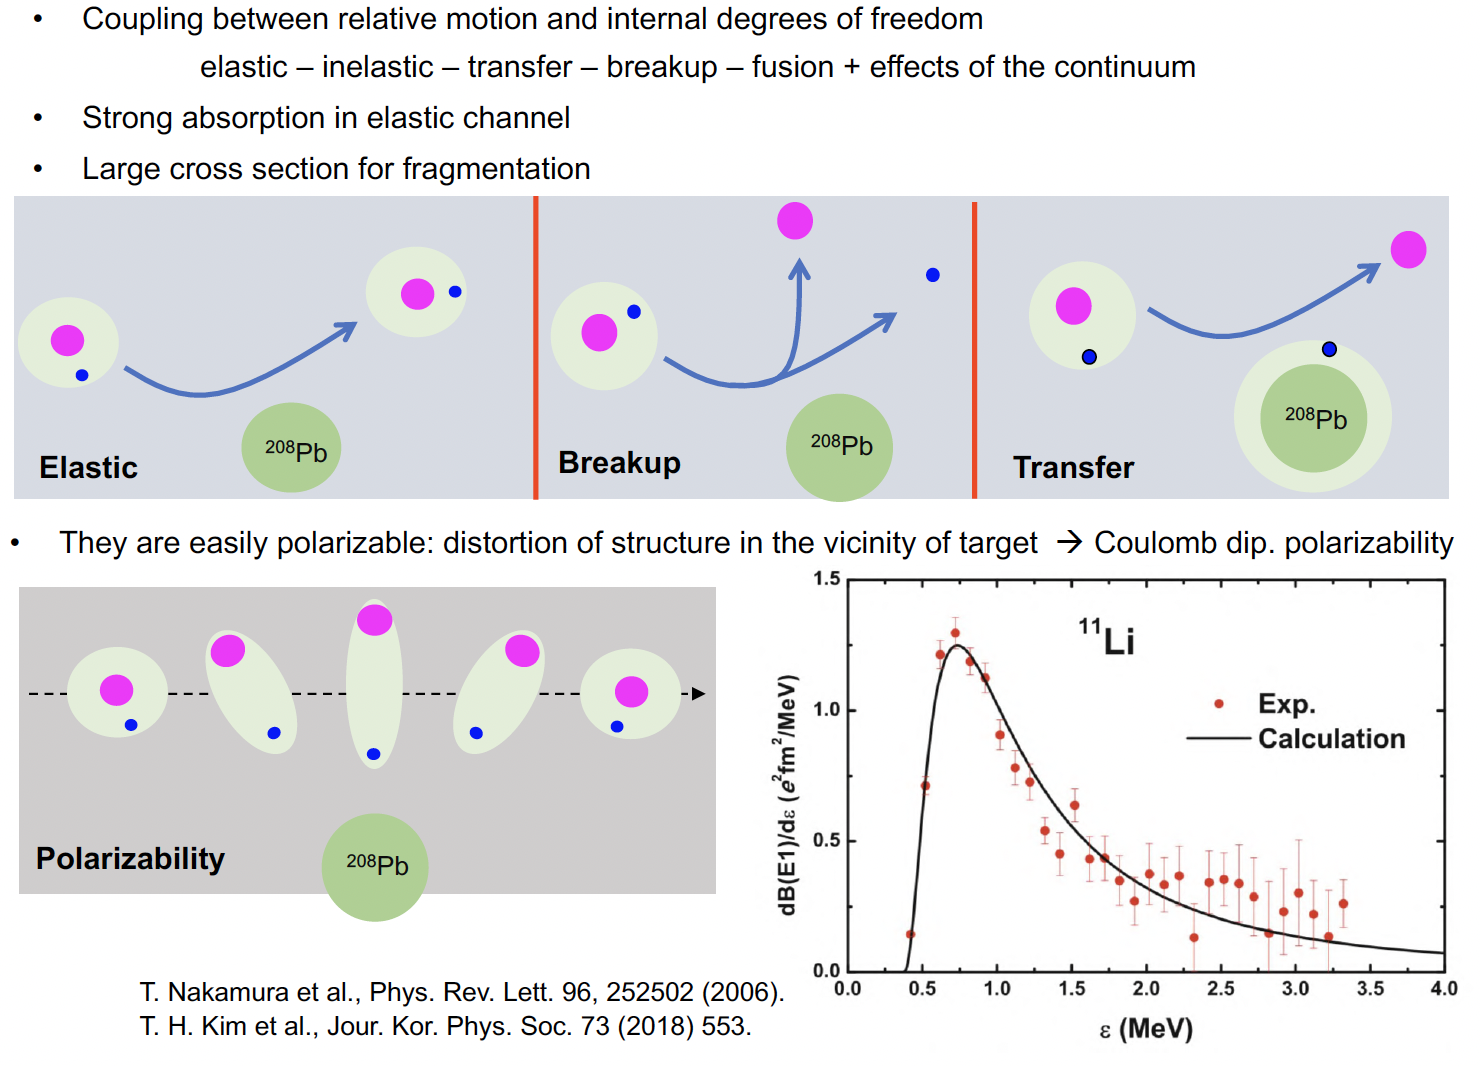 • Coupling between relative motion and internal degrees of freedom
elastic – inelastic – transfer – breakup – fusion + effects of the continuum
• Strong absorption in elastic channel
• Large cross section for fragmentation
²⁰⁸Pb
Elastic
²⁰⁸Pb
Breakup
²⁰⁸Pb
Transfer
• They are easily polarizable: distortion of structure in the vicinity of target → Coulomb dip. polarizability
²⁰⁸Pb
Polarizability
1.5
1.0
0.5
0.0
dB(E1)/dε (e²fm²/MeV)
¹¹Li
Exp.
Calculation
0.0 0.5 1.0 1.5 2.0 2.5 3.0 3.5 4.0
ε (MeV)
T. Nakamura et al., Phys. Rev. Lett. 96, 252502 (2006).
T. H. Kim et al., Jour. Kor. Phys. Soc. 73 (2018) 553.